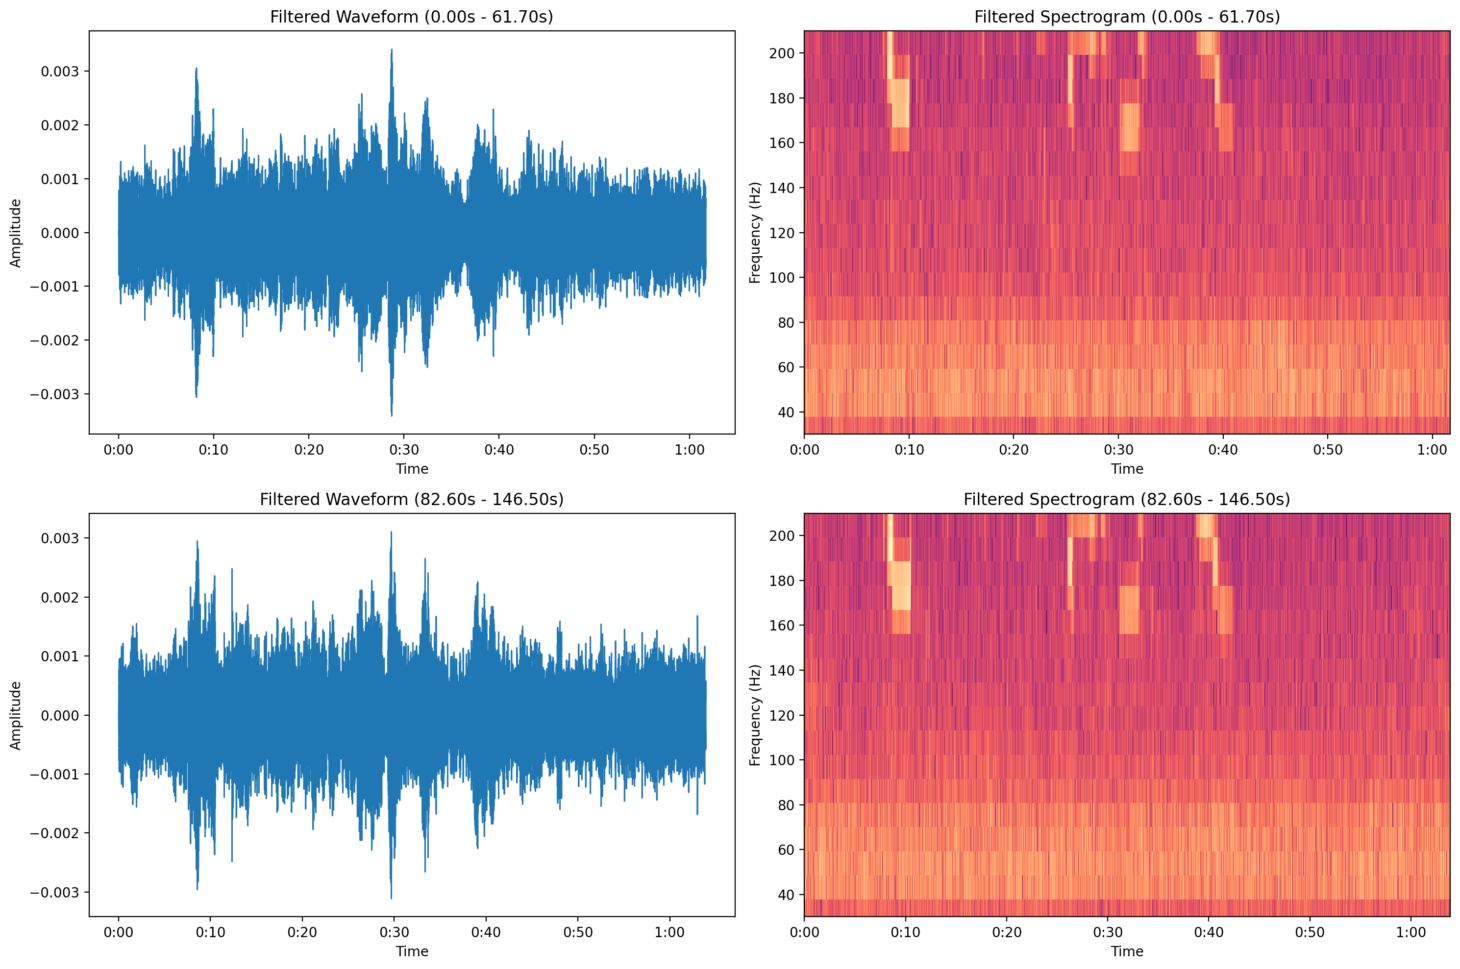 Filtered Waveform (0.00s - 61.70s)
Amplitude
0.003
0.002
0.001
0.000
−0.001
−0.002
−0.003
0:00 0:10 0:20 0:30 0:40 0:50 1:00
Time
Filtered Spectrogram (0.00s - 61.70s)
Frequency (Hz)
200
180
160
140
120
100
80
60
40
0:00 0:10 0:20 0:30 0:40 0:50 1:00
Time
Filtered Waveform (82.60s - 146.50s)
Amplitude
0.003
0.002
0.001
0.000
−0.001
−0.002
−0.003
0:00 0:10 0:20 0:30 0:40 0:50 1:00
Time
Filtered Spectrogram (82.60s - 146.50s)
Frequency (Hz)
200
180
160
140
120
100
80
60
40
0:00 0:10 0:20 0:30 0:40 0:50 1:00
Time